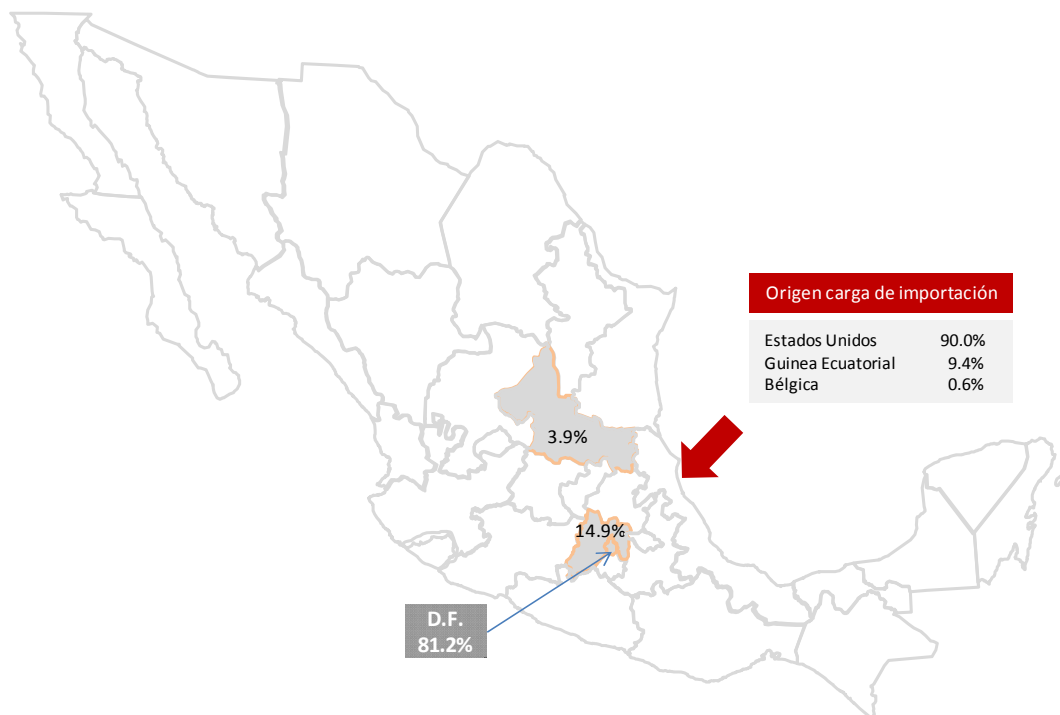 Origen carga de importación
Estados Unidos 90.0%
Guinea Ecuatorial 9.4%
Bélgica 0.6%
3.9%
14.9%
D.F.
81.2%